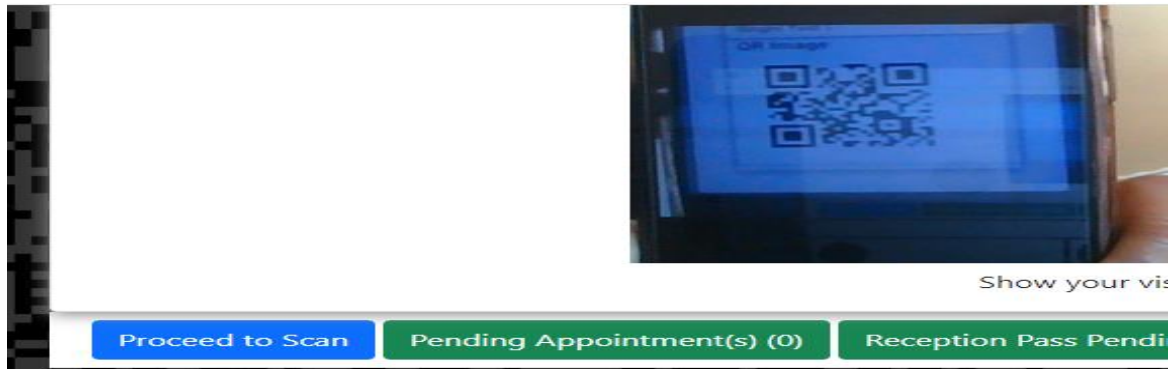 QR Image
Show your vis
Proceed to Scan
Pending Appointment(s) (0)
Reception Pass Pendi